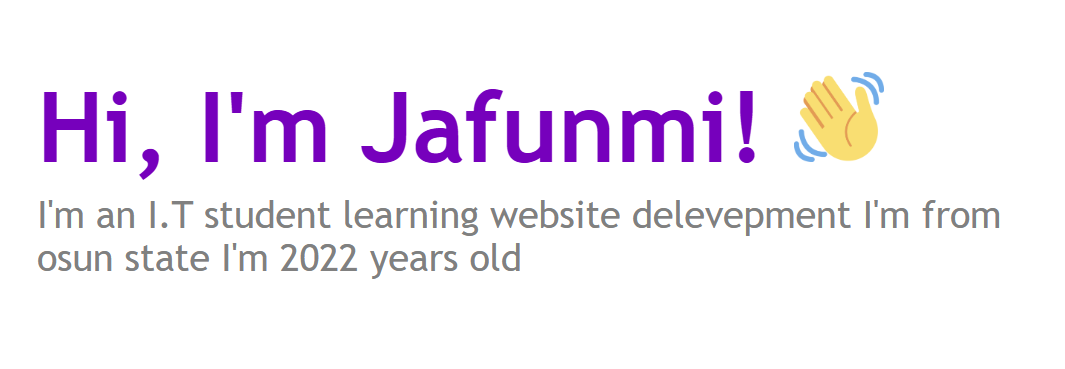 Hi, I'm Jafunmi! 👋
I'm an I.T student learning website delevepment I'm from
osun state I'm 2022 years old